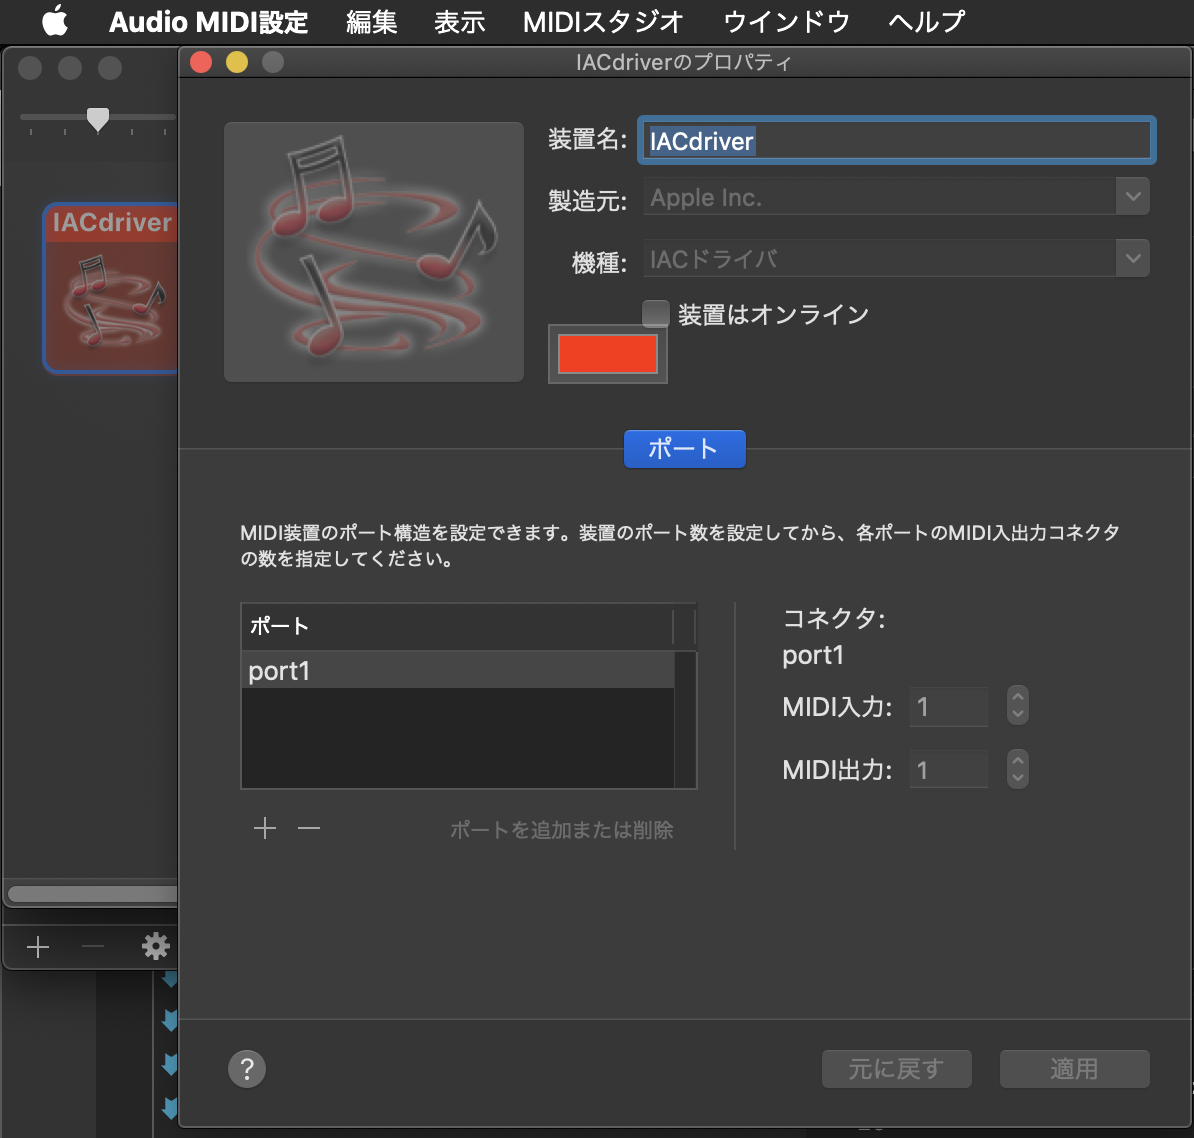 Audio MIDI設定 編集 表示 MIDIスタジオ ウインドウ ヘルプ
IACdriverのプロパティ
IACdriver
装置名: IACdriver
製造元: Apple Inc.
機種: IACドライバ
装置はオンライン
ポート
MIDI装置のポート構造を設定できます。装置のポート数を設定してから、各ポートのMIDI入出力コネクタ
の数を指定してください。
ポート
port1
ポートを追加または削除
コネクタ:
port1
MIDI入力: 1
MIDI出力: 1
?
元に戻す
適用